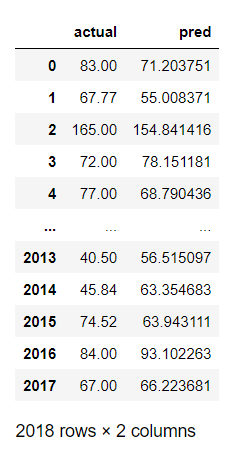 actual pred
0 83.00 71.203751
1 67.77 55.008371
2 165.00 154.841416
3 72.00 78.151181
4 77.00 68.790436
... ... ...
2013 40.50 56.515097
2014 45.84 63.354683
2015 74.52 63.943111
2016 84.00 93.102263
2017 67.00 66.223681
2018 rows × 2 columns